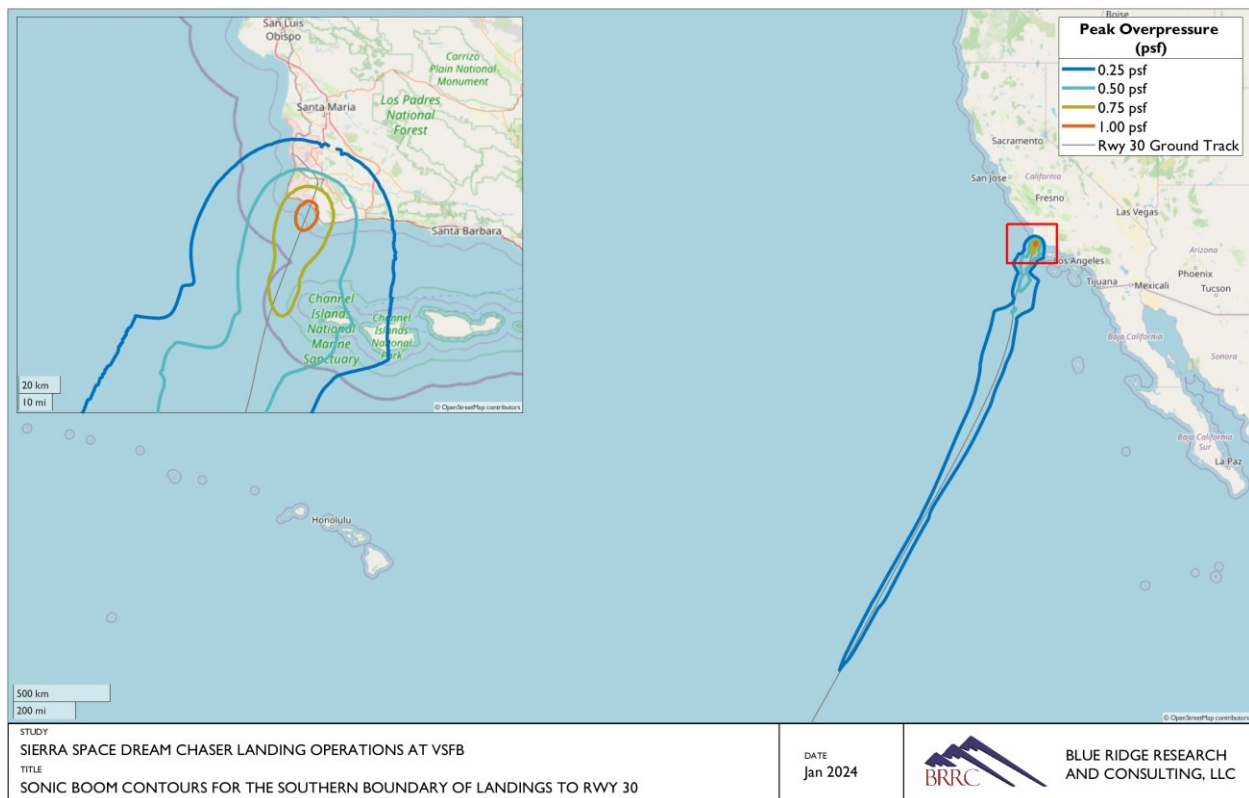 San Luis
Obispo
Carrizo
Plain National
Monument
Santa Maria
Los Padres
National
Forest
Santa Barbara
Channel
Islands
National
Marine
Sanctuary
Channel
Islands
National
Park
20 km
10 mi
© OpenStreetMap contributors
Boise
Peak Overpressure
(psf)
0.25 psf
0.50 psf
0.75 psf
1.00 psf
Rwy 30 Ground Track
Sacramento
San Jose
California
Fresno
Las Vegas
Los Angeles
Arizona
Phoenix
Tijuana
Mexicali
Tucson
Baja California
Sonora
Baja California
Sur
La Paz
Honolulu
500 km
200 mi
© OpenStreetMap contributors
STUDY
SIERRA SPACE DREAM CHASER LANDING OPERATIONS AT VSFB
TITLE
SONIC BOOM CONTOURS FOR THE SOUTHERN BOUNDARY OF LANDINGS TO RWY 30
DATE
Jan 2024
BRRC
BLUE RIDGE RESEARCH
AND CONSULTING, LLC